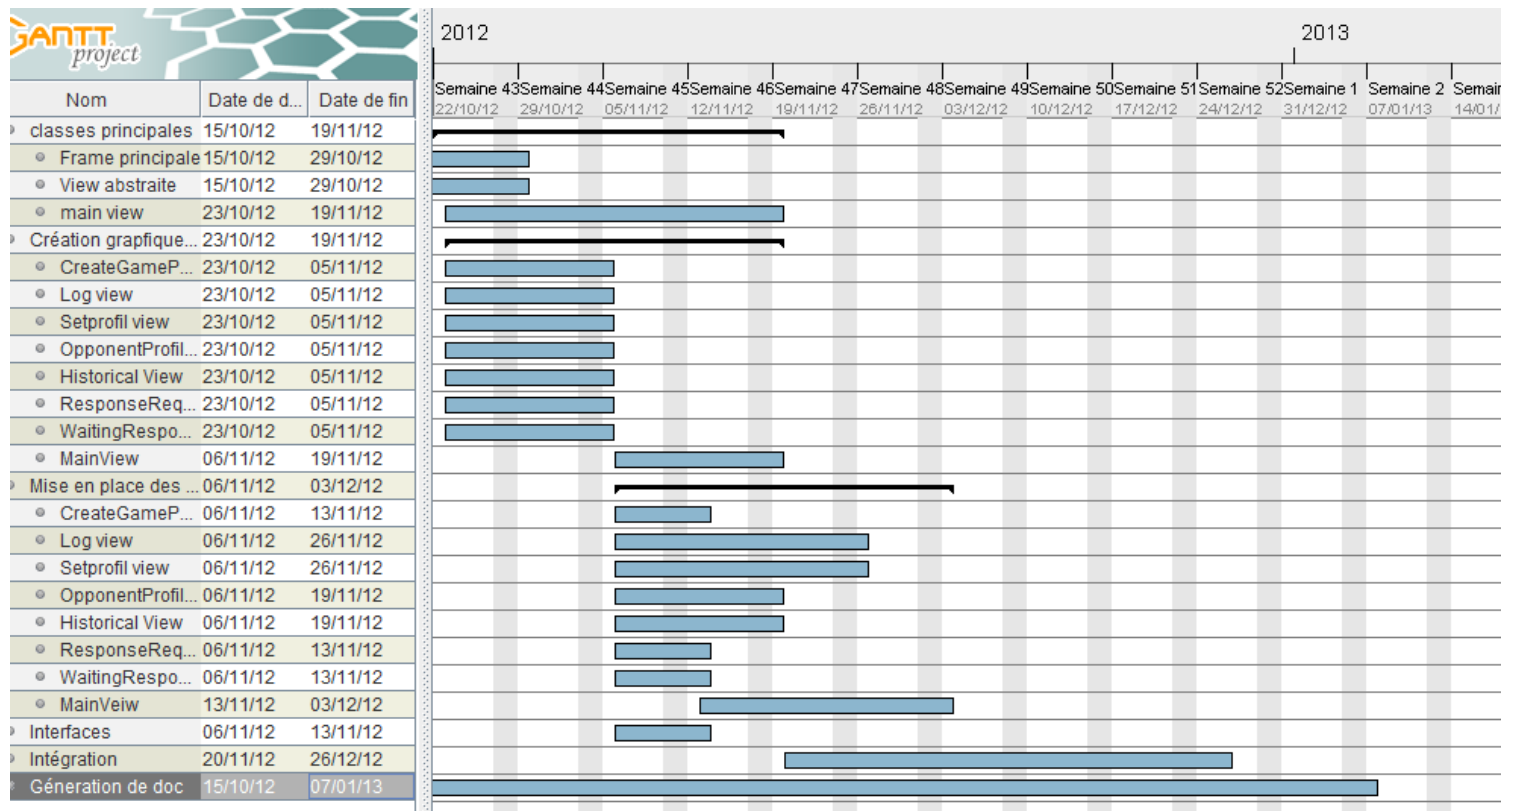 GANTT
project
2012 2013
Semaine 43 Semaine 44 Semaine 45 Semaine 46 Semaine 47 Semaine 48 Semaine 49 Semaine 50 Semaine 51 Semaine 52 Semaine 1 Semaine 2 Semain
22/10/12 29/10/12 05/11/12 12/11/12 19/11/12 26/11/12 03/12/12 10/12/12 17/12/12 24/12/12 31/12/12 07/01/13 14/01/
Nom Date de d... Date de fin
classes principales 15/10/12 19/11/12
Frame principale 15/10/12 29/10/12
View abstraite 15/10/12 29/10/12
main view 23/10/12 19/11/12
Création grapfique... 23/10/12 19/11/12
CreateGameP... 23/10/12 05/11/12
Log view 23/10/12 05/11/12
Setprofil view 23/10/12 05/11/12
OpponentProfil... 23/10/12 05/11/12
Historical View 23/10/12 05/11/12
ResponseReq... 23/10/12 05/11/12
WaitingRespo... 23/10/12 05/11/12
MainView 06/11/12 19/11/12
Mise en place des ... 06/11/12 03/12/12
CreateGameP... 06/11/12 13/11/12
Log view 06/11/12 26/11/12
Setprofil view 06/11/12 26/11/12
OpponentProfil... 06/11/12 19/11/12
Historical View 06/11/12 19/11/12
ResponseReq... 06/11/12 13/11/12
WaitingRespo... 06/11/12 13/11/12
MainVeiw 13/11/12 03/12/12
Interfaces 06/11/12 13/11/12
Intégration 20/11/12 26/12/12
Géneration de doc 15/10/12 07/01/13